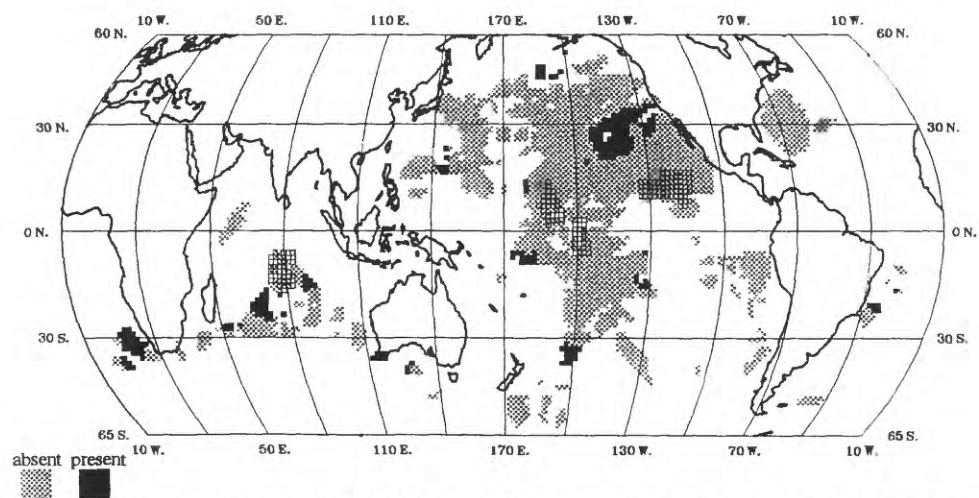 10 W. 50 E. 110 E. 170 E. 130 W. 70 W. 10 W.
60 N. 60 N.
30 N. 30 N.
0 N. 0 N.
30 S. 30 S.
65 S. 65 S.
10 W. 50 E. 110 E. 170 E. 130 W. 70 W. 10 W.
absent present